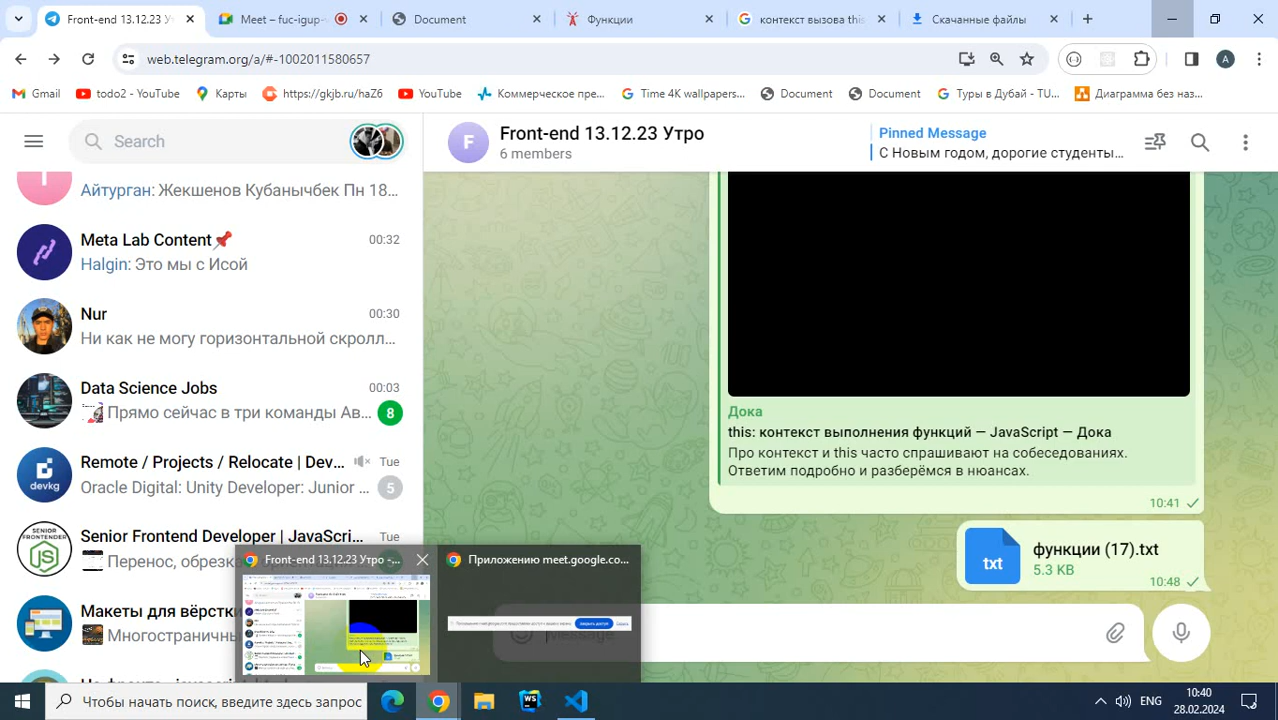 Front-end 13.12.23 Утро
Meet – fuc-igup-
Document
Функции
контекст вызова this
Скачанные файлы
web.telegram.org/a/#-1002011580657
A
Gmail
todo2 - YouTube
Карты
https://gkjb.ru/haZ6
YouTube
Коммерческое пре...
Time 4K wallpapers...
Document
Document
Туры в Дубай - TU...
Диаграмма без наз...
Search
Айтурган: Жекшенов Кубанычбек Пн 18...
Meta Lab Content📌
00:32
Halgin: Это мы с Исой
Nur
00:30
Ни как не могу горизонтальной скролл...
Data Science Jobs
00:03
Прямо сейчас в три команды Ав...
8
devkg
Remote / Projects / Relocate | Dev...
Tue
Oracle Digital: Unity Developer: Junior ...
5
SENIOR
FRONTENDER
Senior Frontend Developer | JavaScri...
Tue
Перенос, обрезк
Макеты для вёрстк
Многостраничны
F
Front-end 13.12.23 Утро
6 members
Pinned Message
С Новым годом, дорогие студенты...
Дока
this: контекст выполнения функций — JavaScript — Дока
Про контекст и this часто спрашивают на собеседованиях.
Ответим подробно и разберёмся в нюансах.
10:41
txt
функции (17).txt
5.3 KB
10:48
Message
Front-end 13.12.23 Утро -...
Приложению meet.google.co...
Чтобы начать поиск, введите здесь запрос
WS
ENG
10:40
28.02.2024